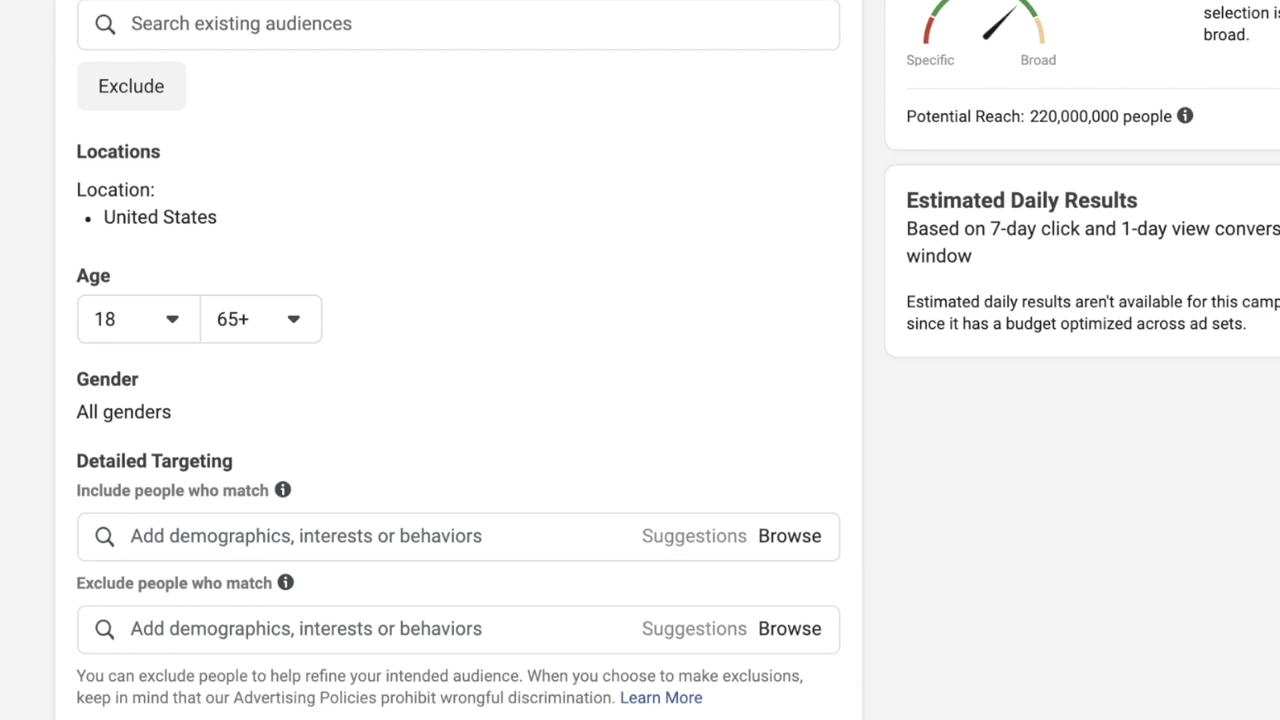 Search existing audiences
Exclude
Locations
Location:
• United States
Age
18
65+
Gender
All genders
Detailed Targeting
Include people who match
Add demographics, interests or behaviors Suggestions Browse
Exclude people who match
Add demographics, interests or behaviors Suggestions Browse
You can exclude people to help refine your intended audience. When you choose to make exclusions,
keep in mind that our Advertising Policies prohibit wrongful discrimination. Learn More
selection is
broad.
Specific
Broad
Potential Reach: 220,000,000 people
Estimated Daily Results
Based on 7-day click and 1-day view convers
window
Estimated daily results aren't available for this camp
since it has a budget optimized across ad sets.